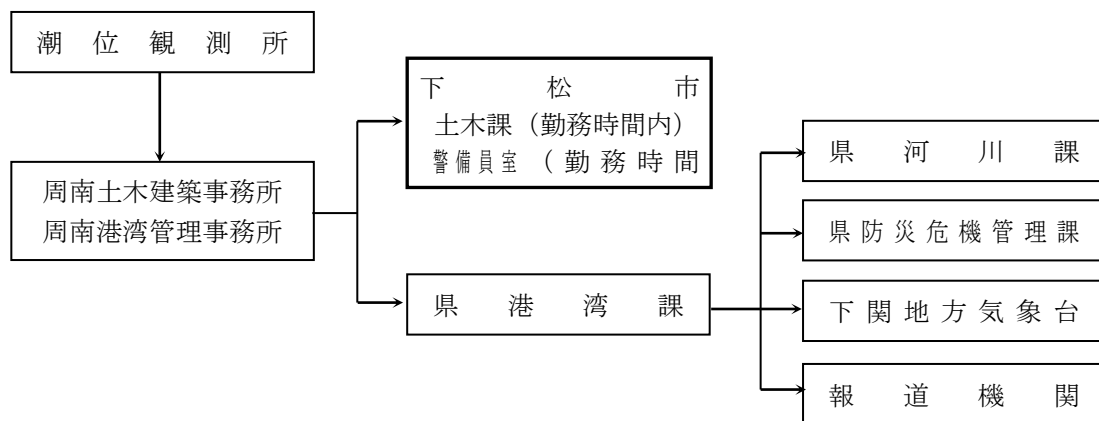 潮位観測所
周南土木建築事務所
周南港湾管理事務所
下松市
土木課（勤務時間内）
警備員室（勤務時間
県港湾課
県河川課
県防災危機管理課
下関地方気象台
報道機関